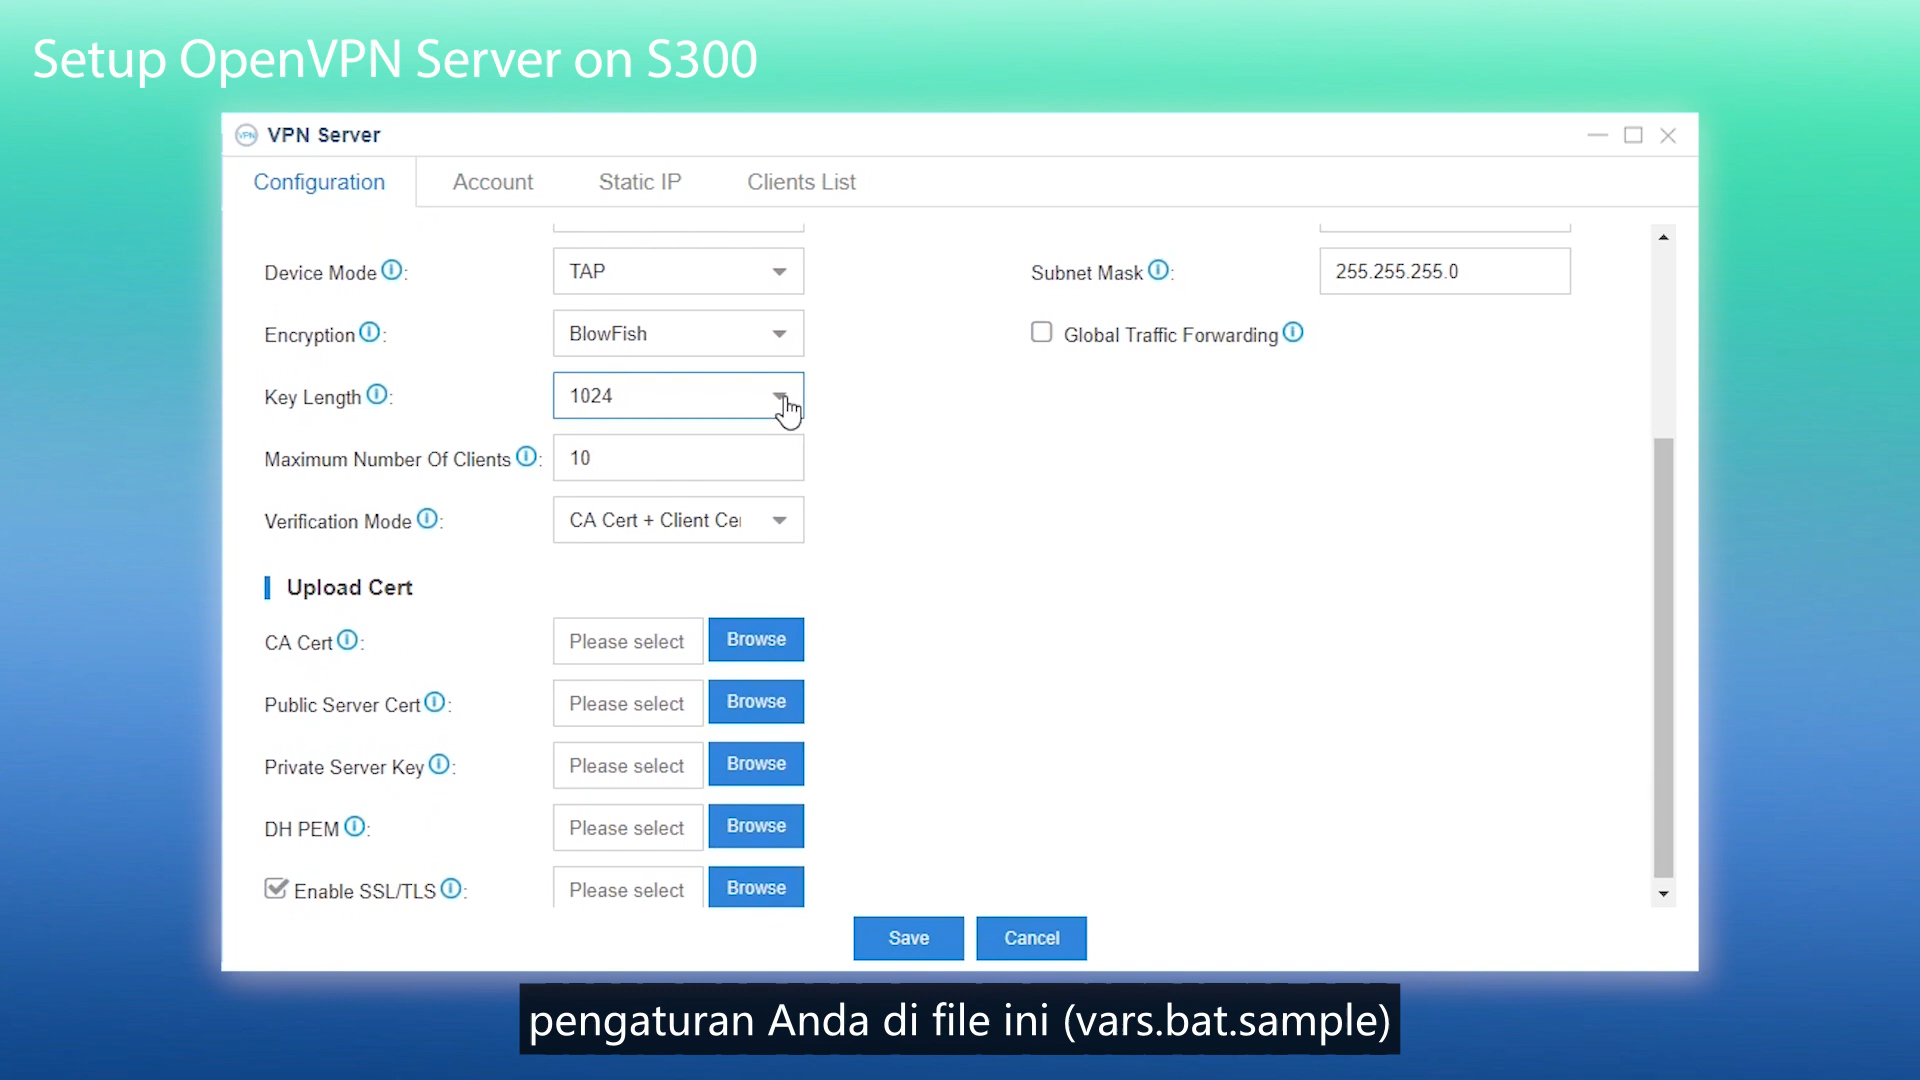 Setup OpenVPN Server on S300
VPN VPN Server
Configuration Account Static IP Clients List
Device Mode : TAP Subnet Mask : 255.255.255.0
Encryption : BlowFish Global Traffic Forwarding
Key Length : 1024
Maximum Number Of Clients : 10
Verification Mode : CA Cert + Client Cer
Upload Cert
CA Cert : Please select Browse
Public Server Cert : Please select Browse
Private Server Key : Please select Browse
DH PEM : Please select Browse
Enable SSL/TLS : Please select Browse
Save Cancel
pengaturan Anda di file ini (vars.bat.sample)